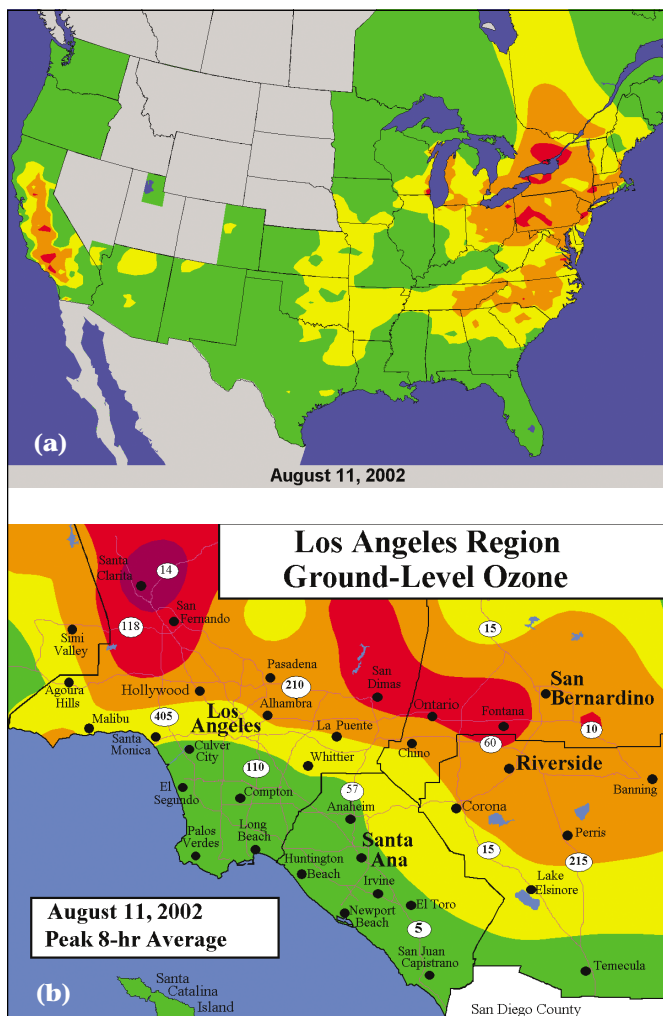 (a)
August 11, 2002
Los Angeles Region
Ground-Level Ozone
Santa
Clarita
14
San
Fernando
118
15
Simi
Valley
Pasadena
San
Dimas
San
Bernardino
Agoura
Hills
Hollywood
210
Ontario
Fontana
Malibu
405
Los
Angeles
Alhambra
10
Santa
Monica
La Puente
60
Culver
City
Chino
Riverside
110
Whittier
57
Banning
El
Segundo
Compton
Anaheim
Corona
Palos
Verdes
Long
Beach
Santa
Ana
Perris
15
215
Huntington
Beach
Irvine
Lake
Elsinore
Newport
Beach
El Toro
5
August 11, 2002
Peak 8-hr Average
San Juan
Capistrano
Temecula
(b)
Santa
Catalina
Island
San Diego County